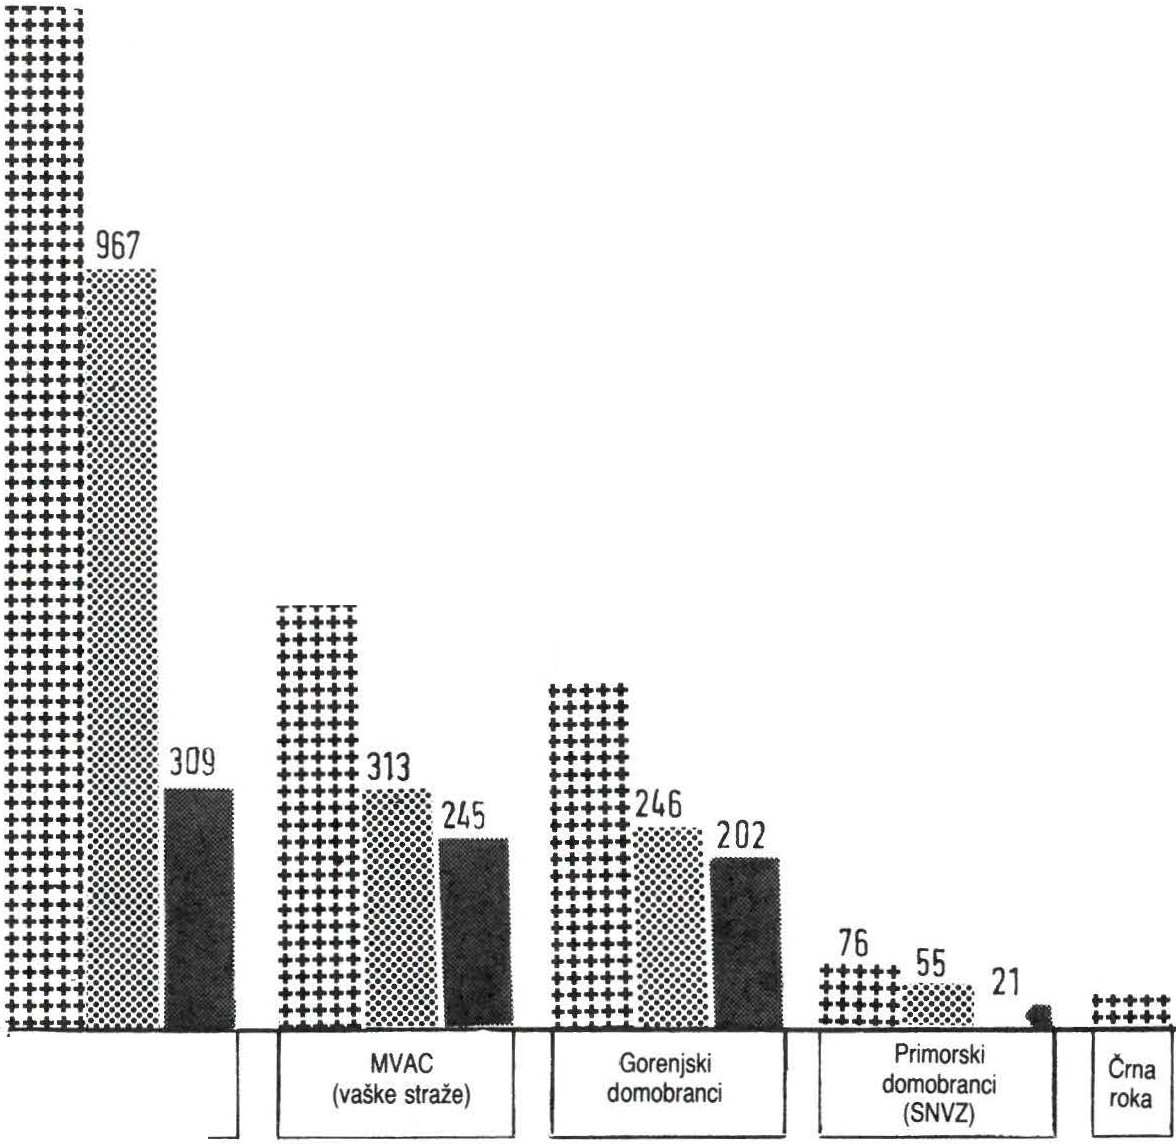 967
309
313
245
246
202
76
55
21
MVAC
(vaške straže)
Gorenjski
domobranci
Primorski
domobranci
(SNVZ)
Črna
roka